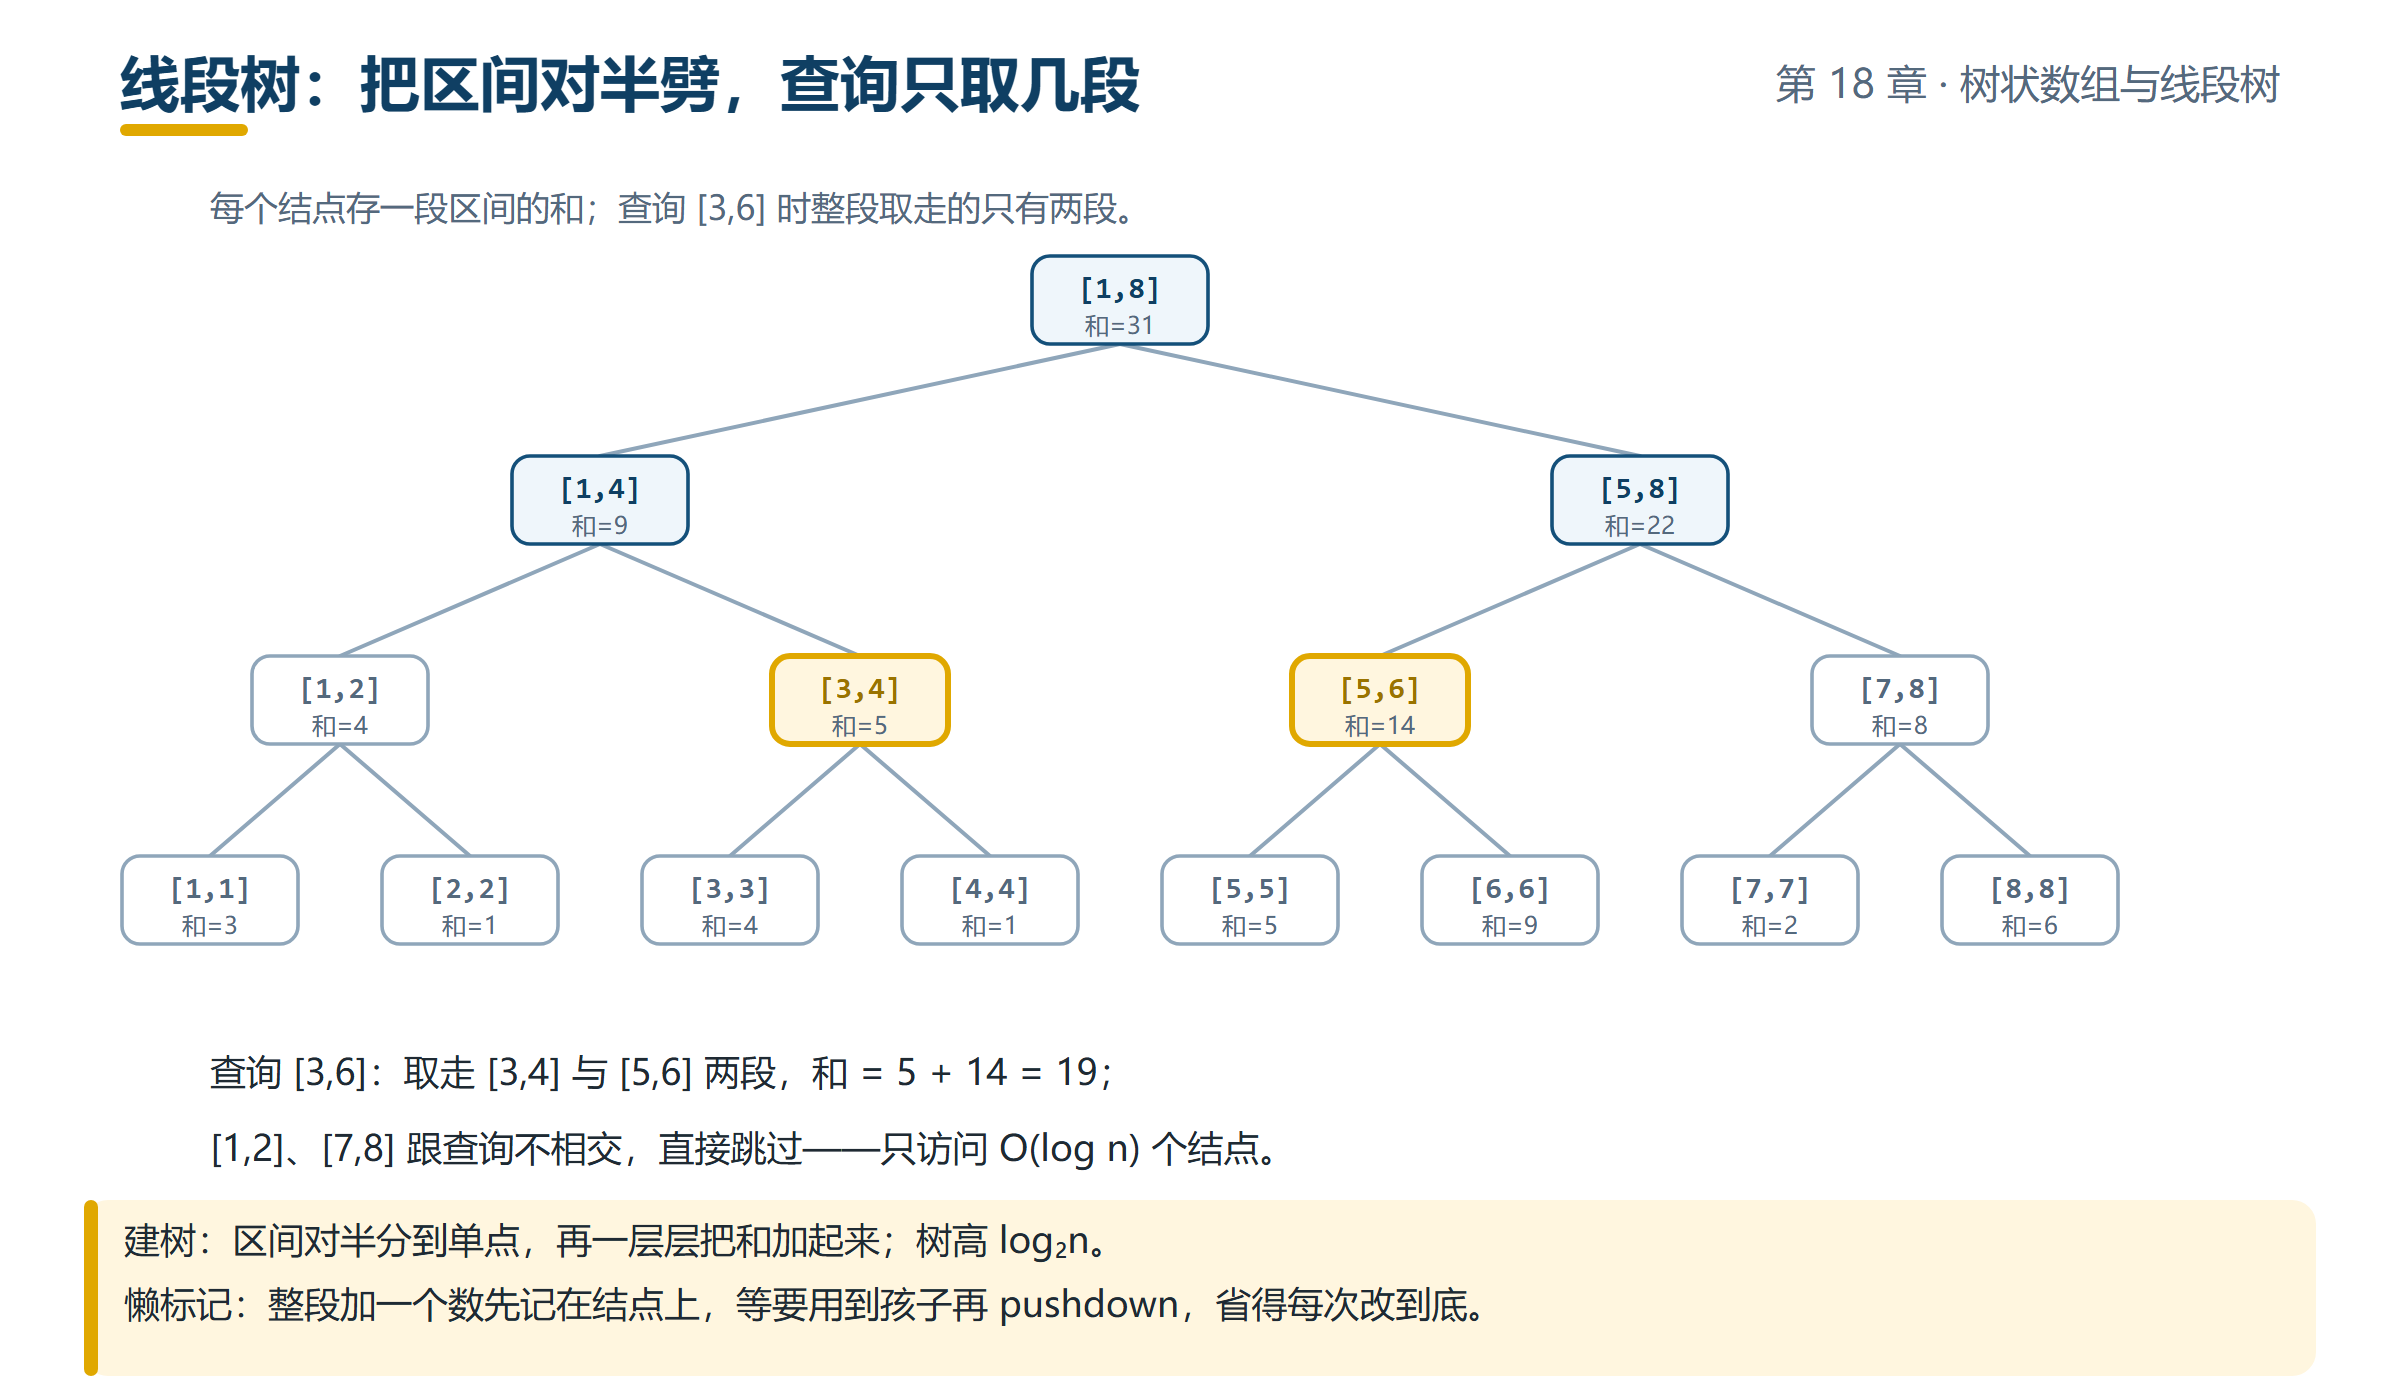 线段树：把区间对半劈，查询只取几段
第 18 章 · 树状数组与线段树
每个结点存一段区间的和；查询 [3,6] 时整段取走的只有两段。
[1,8]
和=31
[1,4]
和=9
[5,8]
和=22
[1,2]
和=4
[3,4]
和=5
[5,6]
和=14
[7,8]
和=8
[1,1]
和=3
[2,2]
和=1
[3,3]
和=4
[4,4]
和=1
[5,5]
和=5
[6,6]
和=9
[7,7]
和=2
[8,8]
和=6
查询 [3,6]：取走 [3,4] 与 [5,6] 两段，和 = 5 + 14 = 19；
[1,2]、[7,8] 跟查询不相交，直接跳过——只访问 O(log n) 个结点。
建树：区间对半分到单点，再一层层把和加起来；树高 log₂n。
懒标记：整段加一个数先记在结点上，等要用到孩子再 pushdown，省得每次改到底。